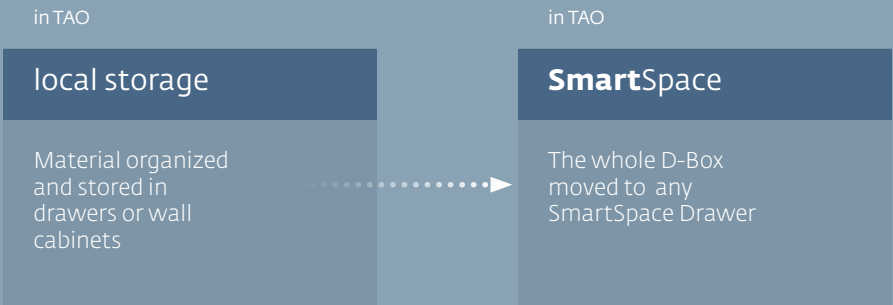 in TAO
local storage
Material organized
and stored in
drawers or wall
cabinets
in TAO
SmartSpace
The whole D-Box
moved to any
SmartSpace Drawer